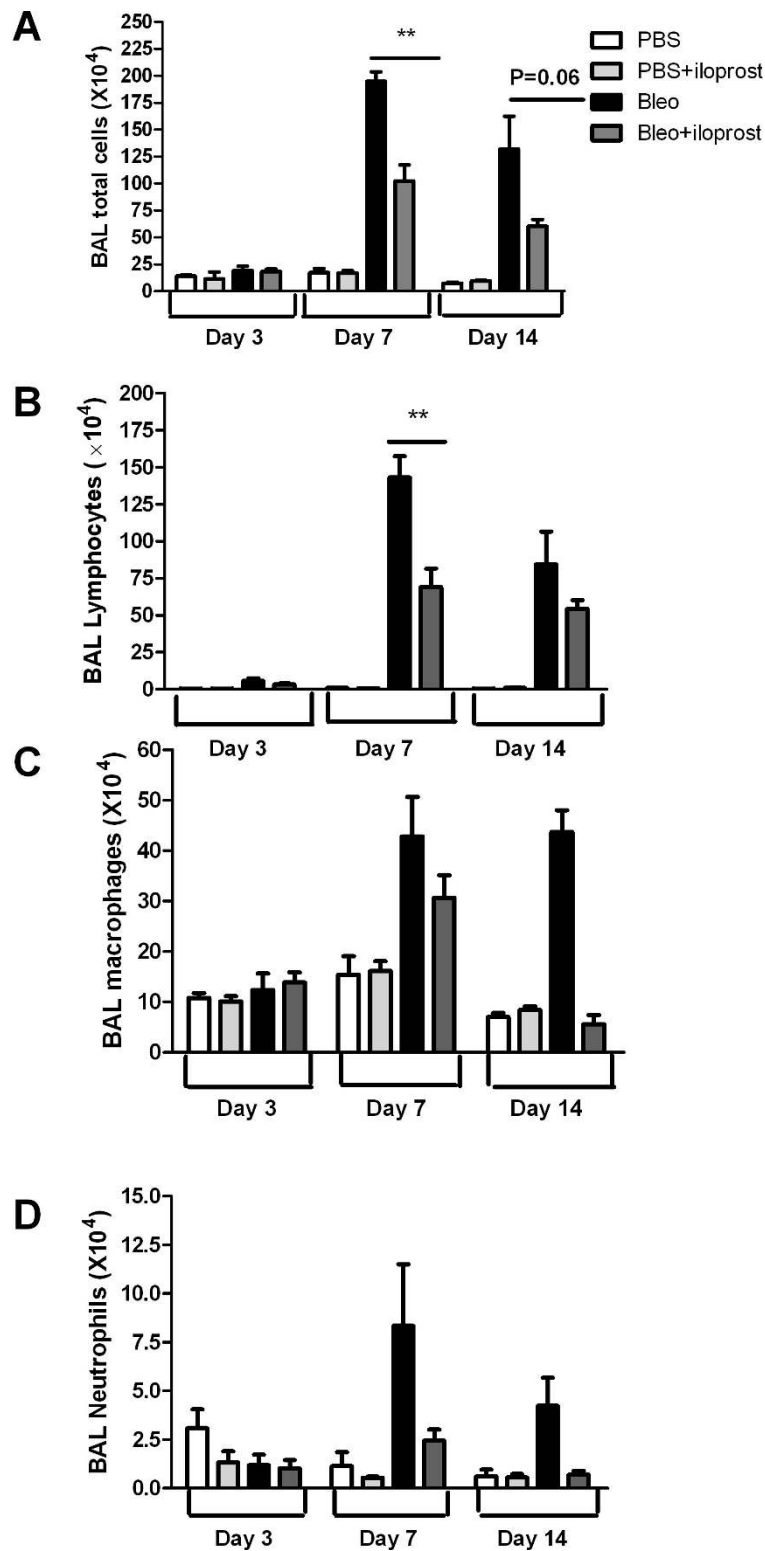 A
BAL total cells (X10⁴)
250
225
200
175
150
125
100
75
50
25
0
**
P=0.06
PBS
PBS+iloprost
Bleo
Bleo+iloprost
Day 3 Day 7 Day 14
B
BAL Lymphocytes (×10⁴)
200
175
150
125
100
75
50
25
0
**
Day 3 Day 7 Day 14
C
BAL macrophages (X10⁴)
60
50
40
30
20
10
0
Day 3 Day 7 Day 14
D
BAL Neutrophils (X10⁴)
15.0
12.5
10.0
7.5
5.0
2.5
0.0
Day 3 Day 7 Day 14